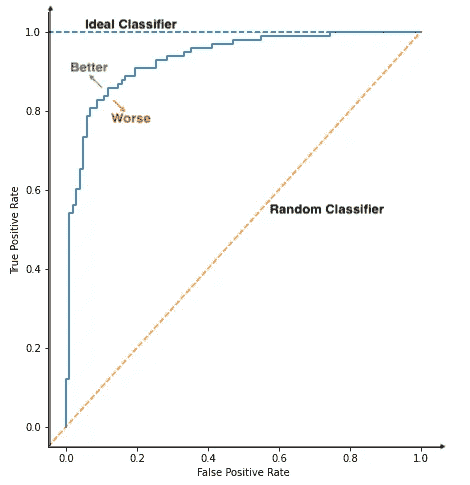 Ideal Classifier
1.0
Better
0.8
Worse
0.6
Random Classifier
True Positive Rate
0.4
0.2
0.0
0.0 0.2 0.4 0.6 0.8 1.0
False Positive Rate